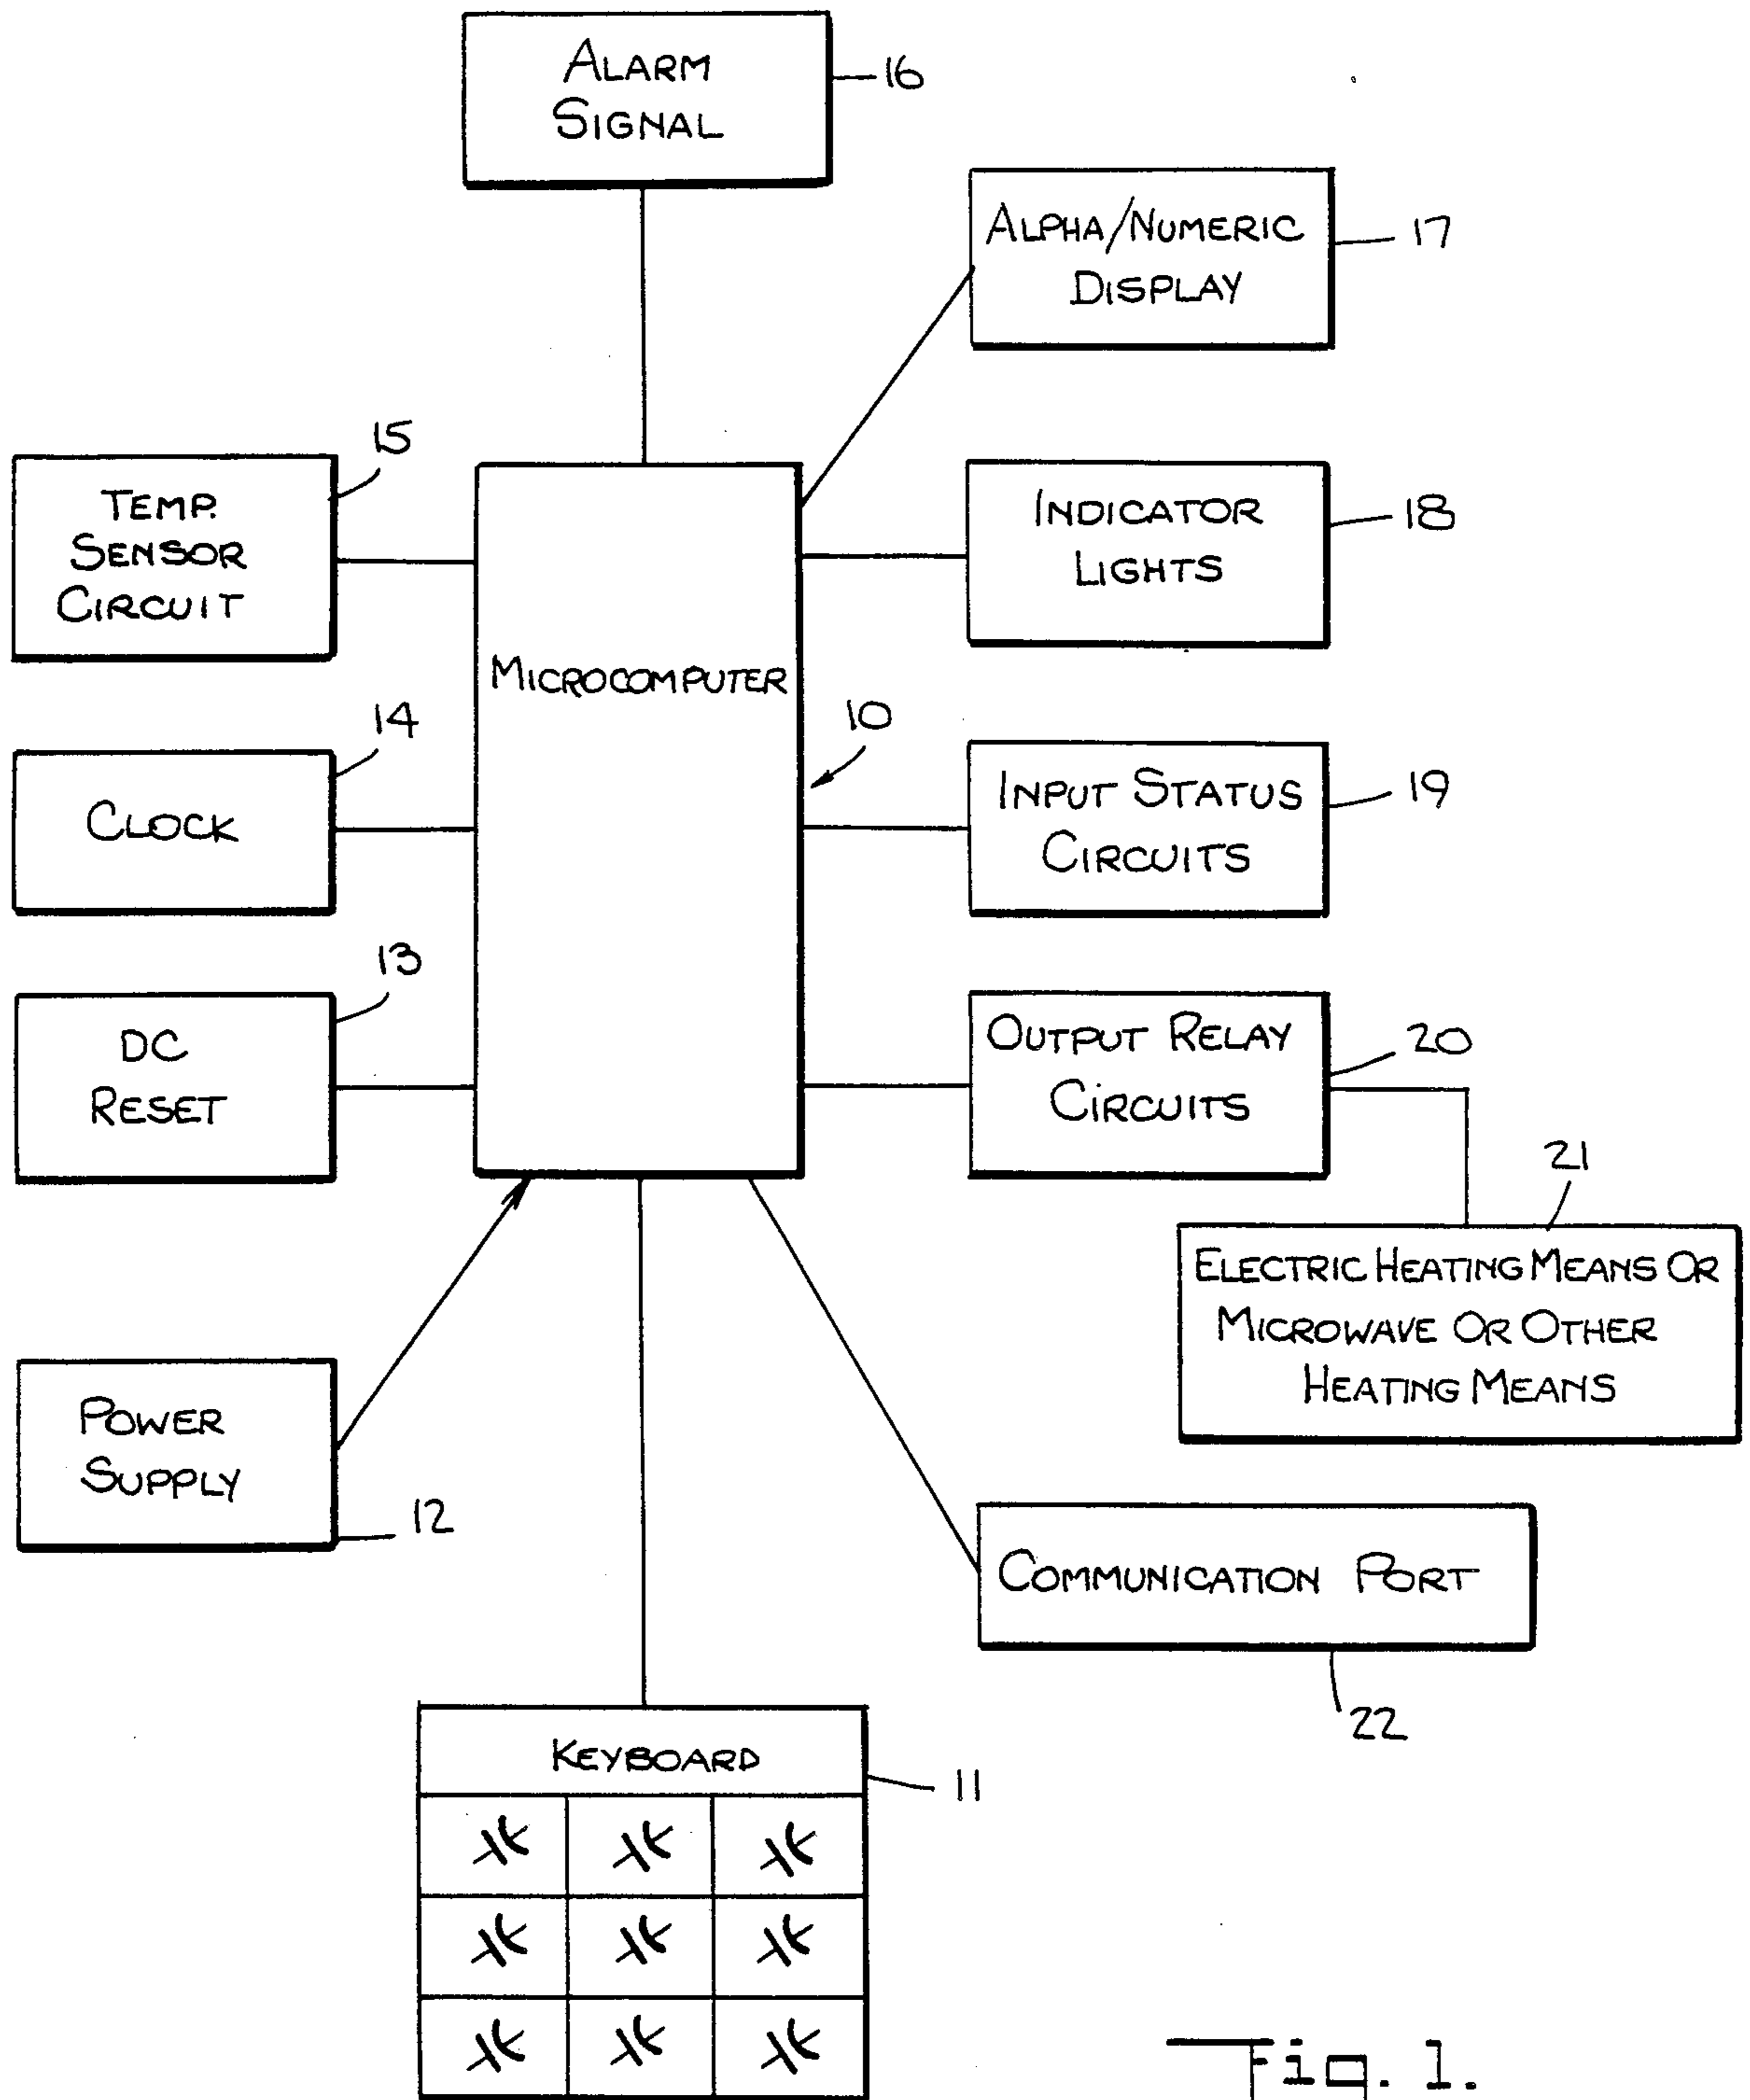 ALARM
SIGNAL
16
ALPHA/NUMERIC
DISPLAY
17
15
TEMP.
SENSOR
CIRCUIT
INDICATOR
LIGHTS
18
MICROCOMPUTER
10
14
CLOCK
INPUT STATUS
CIRCUITS
19
13
DC
RESET
OUTPUT RELAY
CIRCUITS
20
21
ELECTRIC HEATING MEANS OR
MICROWAVE OR OTHER
HEATING MEANS
POWER
SUPPLY
12
COMMUNICATION PORT
22
KEYBOARD
11
Fig. 1.